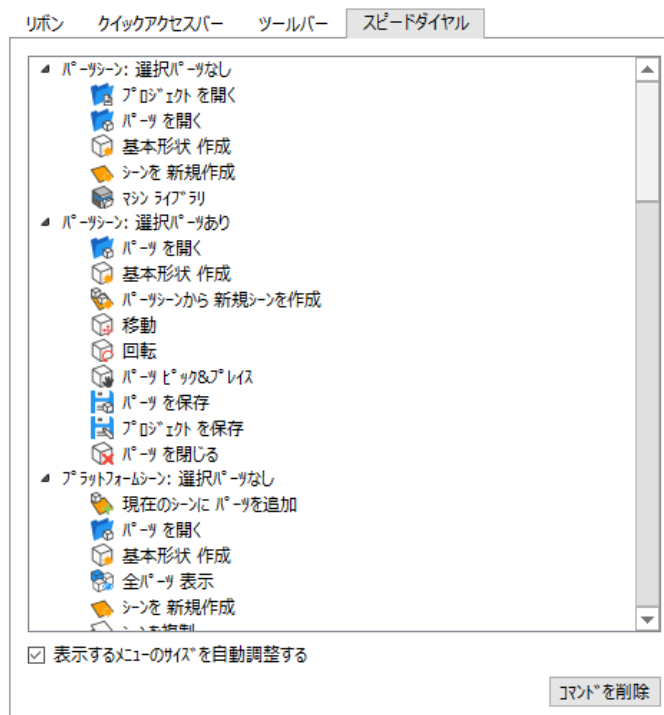 リボン クイックアクセスバー ツールバー スピードダイヤル
ﾊﾟｰﾂｼｰﾝ: 選択ﾊﾟｰﾂなし
ﾌﾟﾛｼﾞｪｸﾄ を開く
ﾊﾟｰﾂ を開く
基本形状 作成
ｼｰﾝを 新規作成
ﾏｼﾝ ﾗｲﾌﾞﾗﾘ
ﾊﾟｰﾂｼｰﾝ: 選択ﾊﾟｰﾂあり
ﾊﾟｰﾂ を開く
基本形状 作成
ﾊﾟｰﾂｼｰﾝから 新規ｼｰﾝを作成
移動
回転
ﾊﾟｰﾂ ﾋﾟｯｸ&ﾌﾟﾚｲｽ
ﾊﾟｰﾂ を保存
ﾌﾟﾛｼﾞｪｸﾄ を保存
ﾊﾟｰﾂ を閉じる
ﾌﾟﾗｯﾄﾌｫｰﾑｼｰﾝ: 選択ﾊﾟｰﾂなし
現在のｼｰﾝに ﾊﾟｰﾂを追加
ﾊﾟｰﾂ を開く
基本形状 作成
全ﾊﾟｰﾂ 表示
ｼｰﾝを 新規作成
ｼｰﾝを複製
表示するﾒﾆｭｰのｻｲｽﾞを自動調整する
ｺﾏﾝﾄﾞを削除